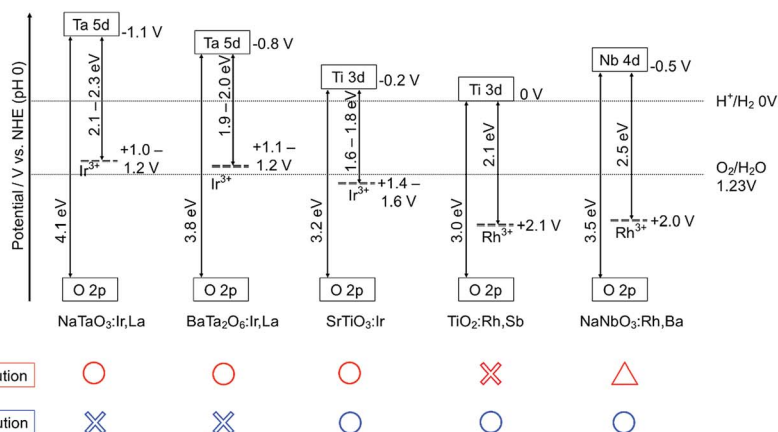 Potential / V vs. NHE (pH 0)
Ta 5d
-1.1 V
2.1 – 2.3 eV
+1.0 –
1.2 V
Ir³⁺
4.1 eV
O 2p
NaTaO₃:Ir,La
Ta 5d
-0.8 V
1.9 – 2.0 eV
+1.1 –
1.2 V
Ir³⁺
3.8 eV
O 2p
BaTa₂O₆:Ir,La
Ti 3d
-0.2 V
1.6 – 1.8 eV
+1.4 –
1.6 V
Ir³⁺
3.2 eV
O 2p
SrTiO₃:Ir
Ti 3d
0 V
2.1 eV
Rh³⁺
+2.1 V
3.0 eV
O 2p
TiO₂:Rh,Sb
Nb 4d
-0.5 V
2.5 eV
Rh³⁺
+2.0 V
3.5 eV
O 2p
NaNbO₃:Rh,Ba
H⁺/H₂ 0V
O₂/H₂O
1.23V
ution
ution